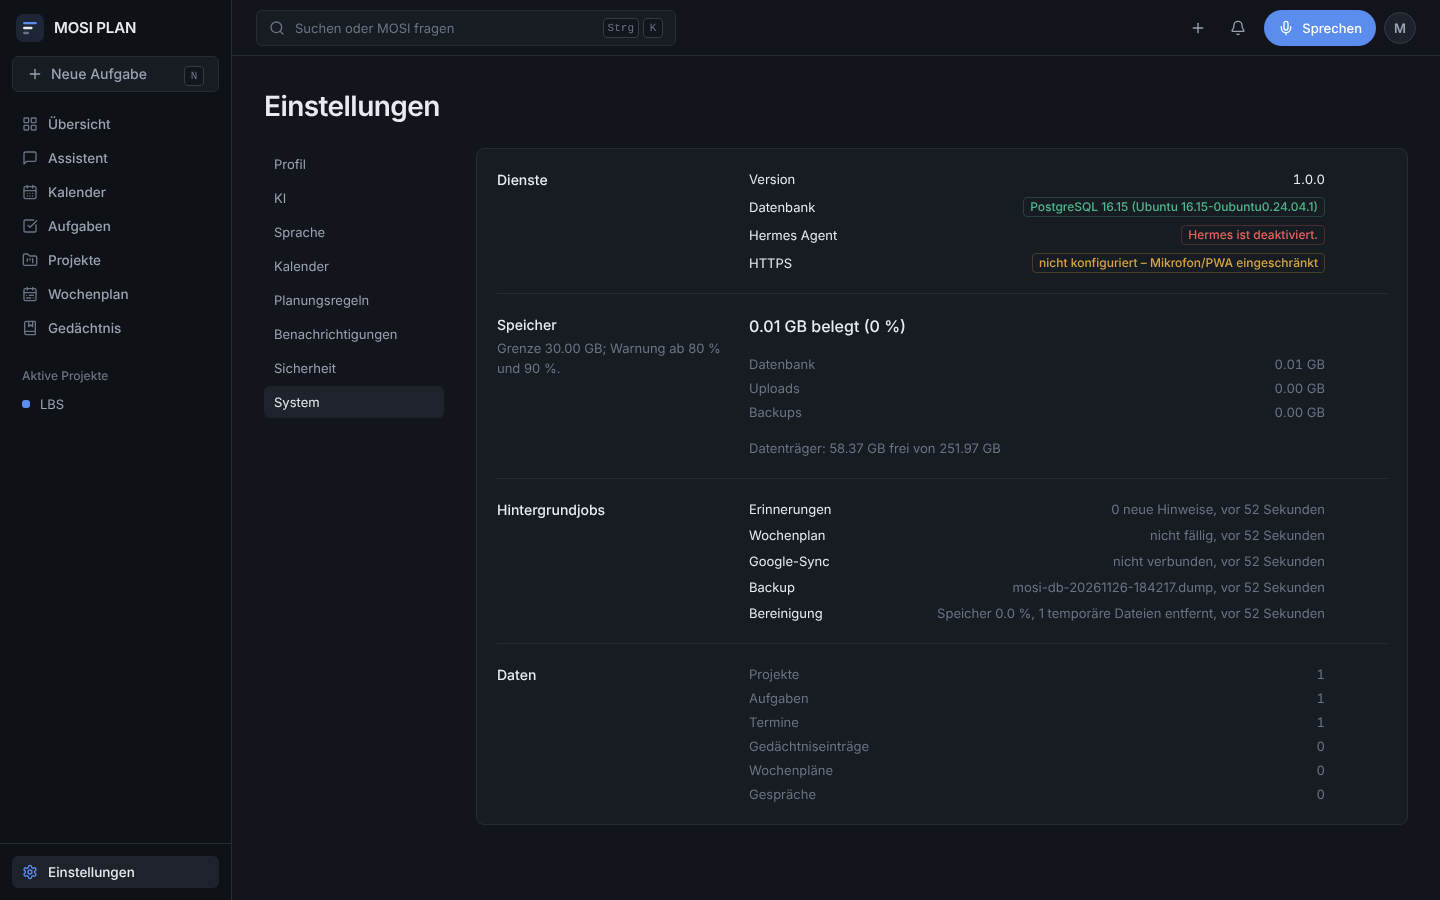 MOSI PLAN
Neue Aufgabe N
Übersicht
Assistent
Kalender
Aufgaben
Projekte
Wochenplan
Gedächtnis
Aktive Projekte
LBS
Einstellungen
Suchen oder MOSI fragen Strg K
Sprechen
M
Einstellungen
Profil
KI
Sprache
Kalender
Planungsregeln
Benachrichtigungen
Sicherheit
System
Dienste
Version 1.0.0
Datenbank PostgreSQL 16.15 (Ubuntu 16.15-0ubuntu0.24.04.1)
Hermes Agent Hermes ist deaktiviert.
HTTPS nicht konfiguriert – Mikrofon/PWA eingeschränkt
Speicher
Grenze 30.00 GB; Warnung ab 80 %
und 90 %.
0.01 GB belegt (0 %)
Datenbank 0.01 GB
Uploads 0.00 GB
Backups 0.00 GB
Datenträger: 58.37 GB frei von 251.97 GB
Hintergrundjobs
Erinnerungen 0 neue Hinweise, vor 52 Sekunden
Wochenplan nicht fällig, vor 52 Sekunden
Google-Sync nicht verbunden, vor 52 Sekunden
Backup mosi-db-20261126-184217.dump, vor 52 Sekunden
Bereinigung Speicher 0.0 %, 1 temporäre Dateien entfernt, vor 52 Sekunden
Daten
Projekte 1
Aufgaben 1
Termine 1
Gedächtniseinträge 0
Wochenpläne 0
Gespräche 0